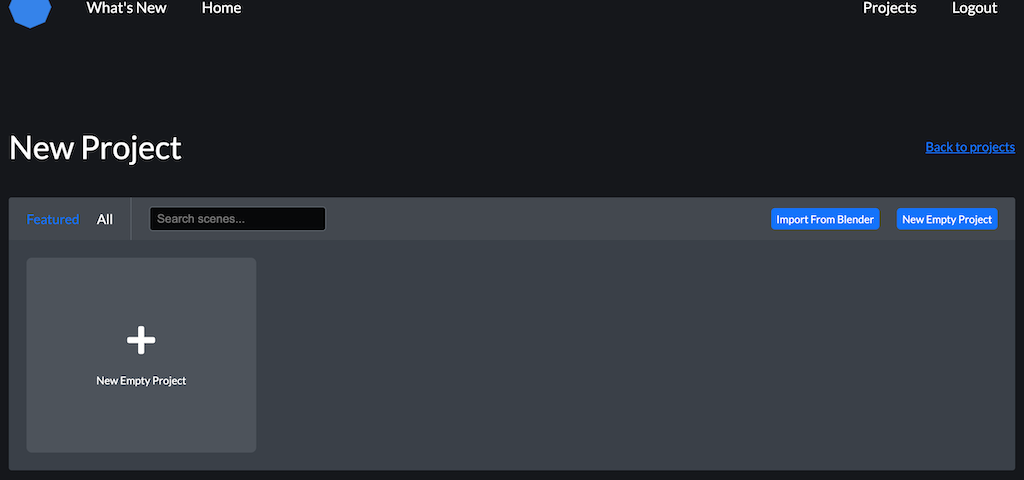 What's New Home Projects Logout
New Project Back to projects
Featured All Search scenes... Import From Blender New Empty Project
New Empty Project